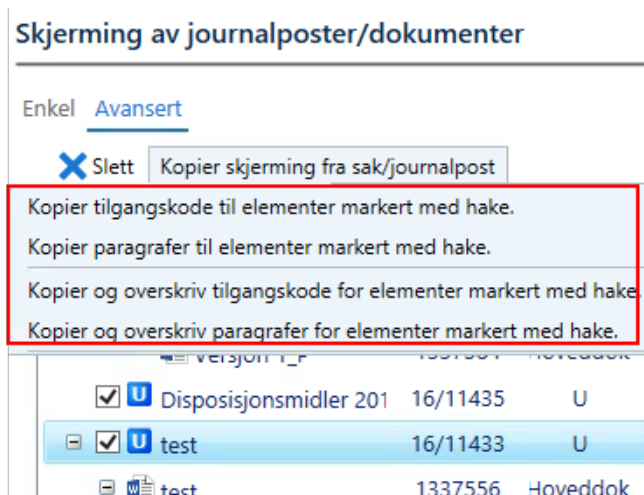 Skjerming av journalposter/dokumenter
Enkel Avansert
Slett Kopier skjerming fra sak/journalpost
Kopier tilgangskode til elementer markert med hake.
Kopier paragrafer til elementer markert med hake.
Kopier og overskriv tilgangskode for elementer markert med hake.
Kopier og overskriv paragrafer for elementer markert med hake.
U Disposisjonsmidler 201 16/11435 U
U test 16/11433 U
test 1337556 Hoveddok